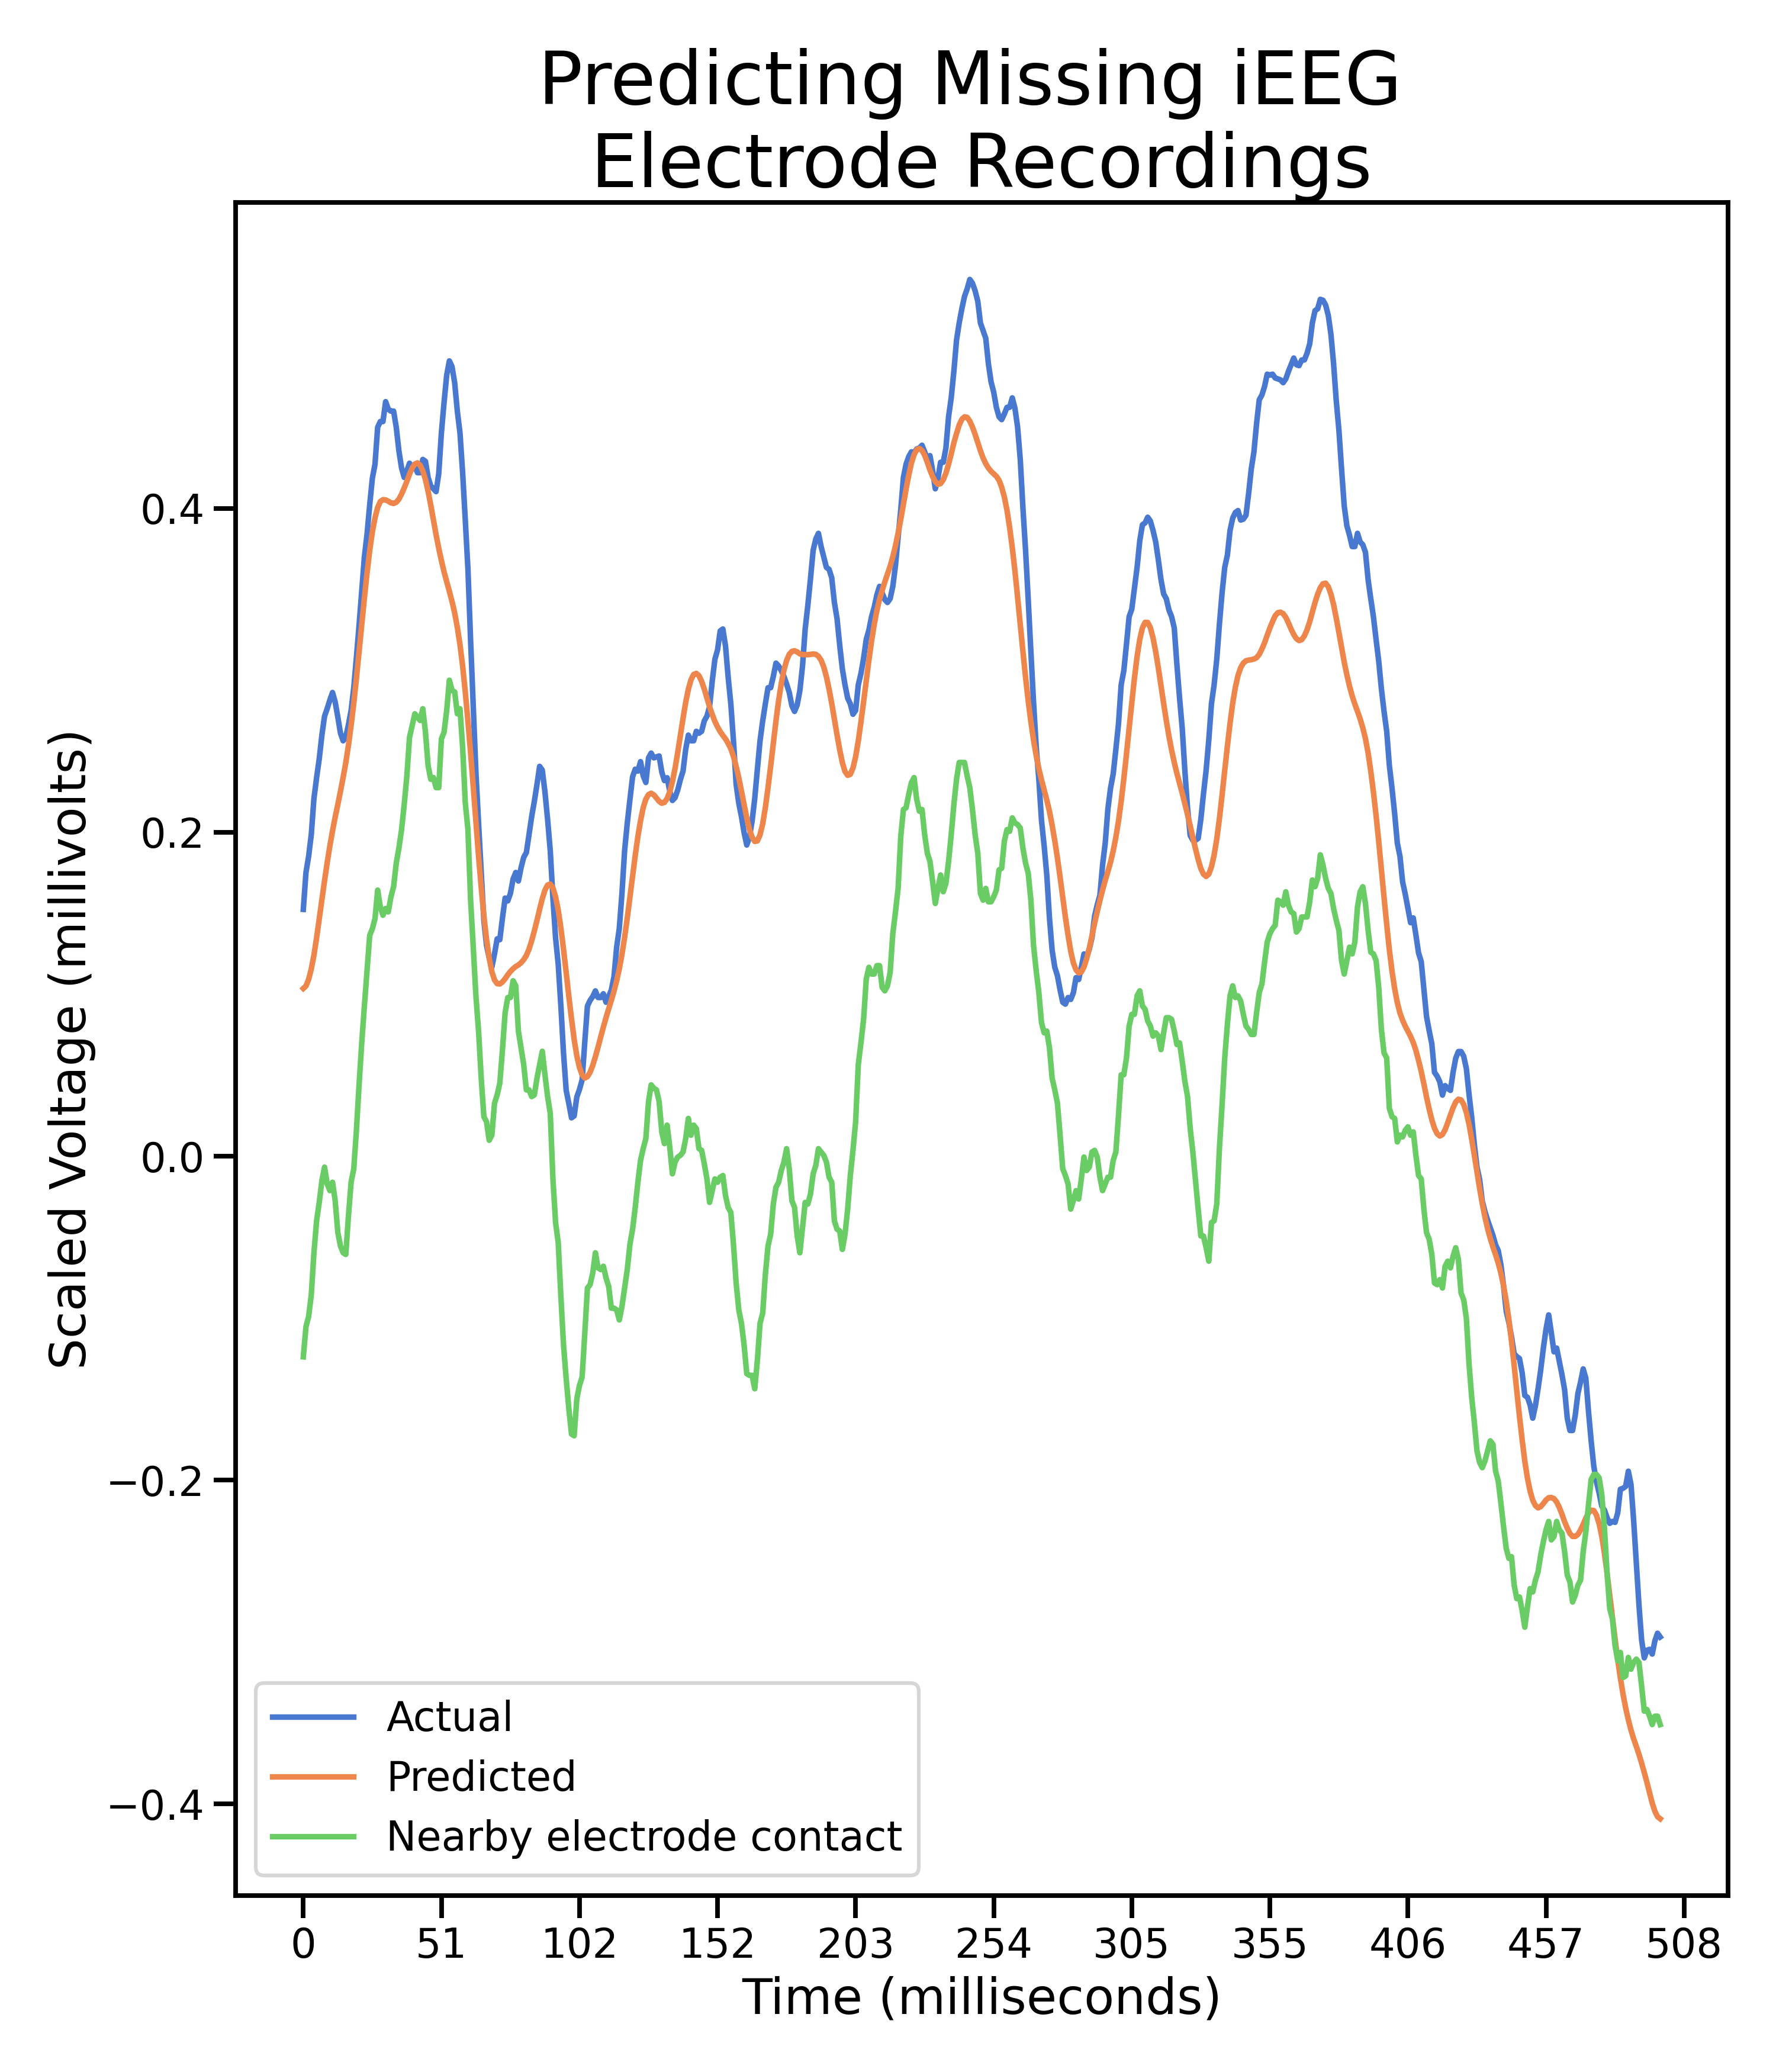 Predicting Missing iEEG
Electrode Recordings
Scaled Voltage (millivolts)
0.4
0.2
0.0
−0.2
−0.4
Actual
Predicted
Nearby electrode contact
0 51 102 152 203 254 305 355 406 457 508
Time (milliseconds)